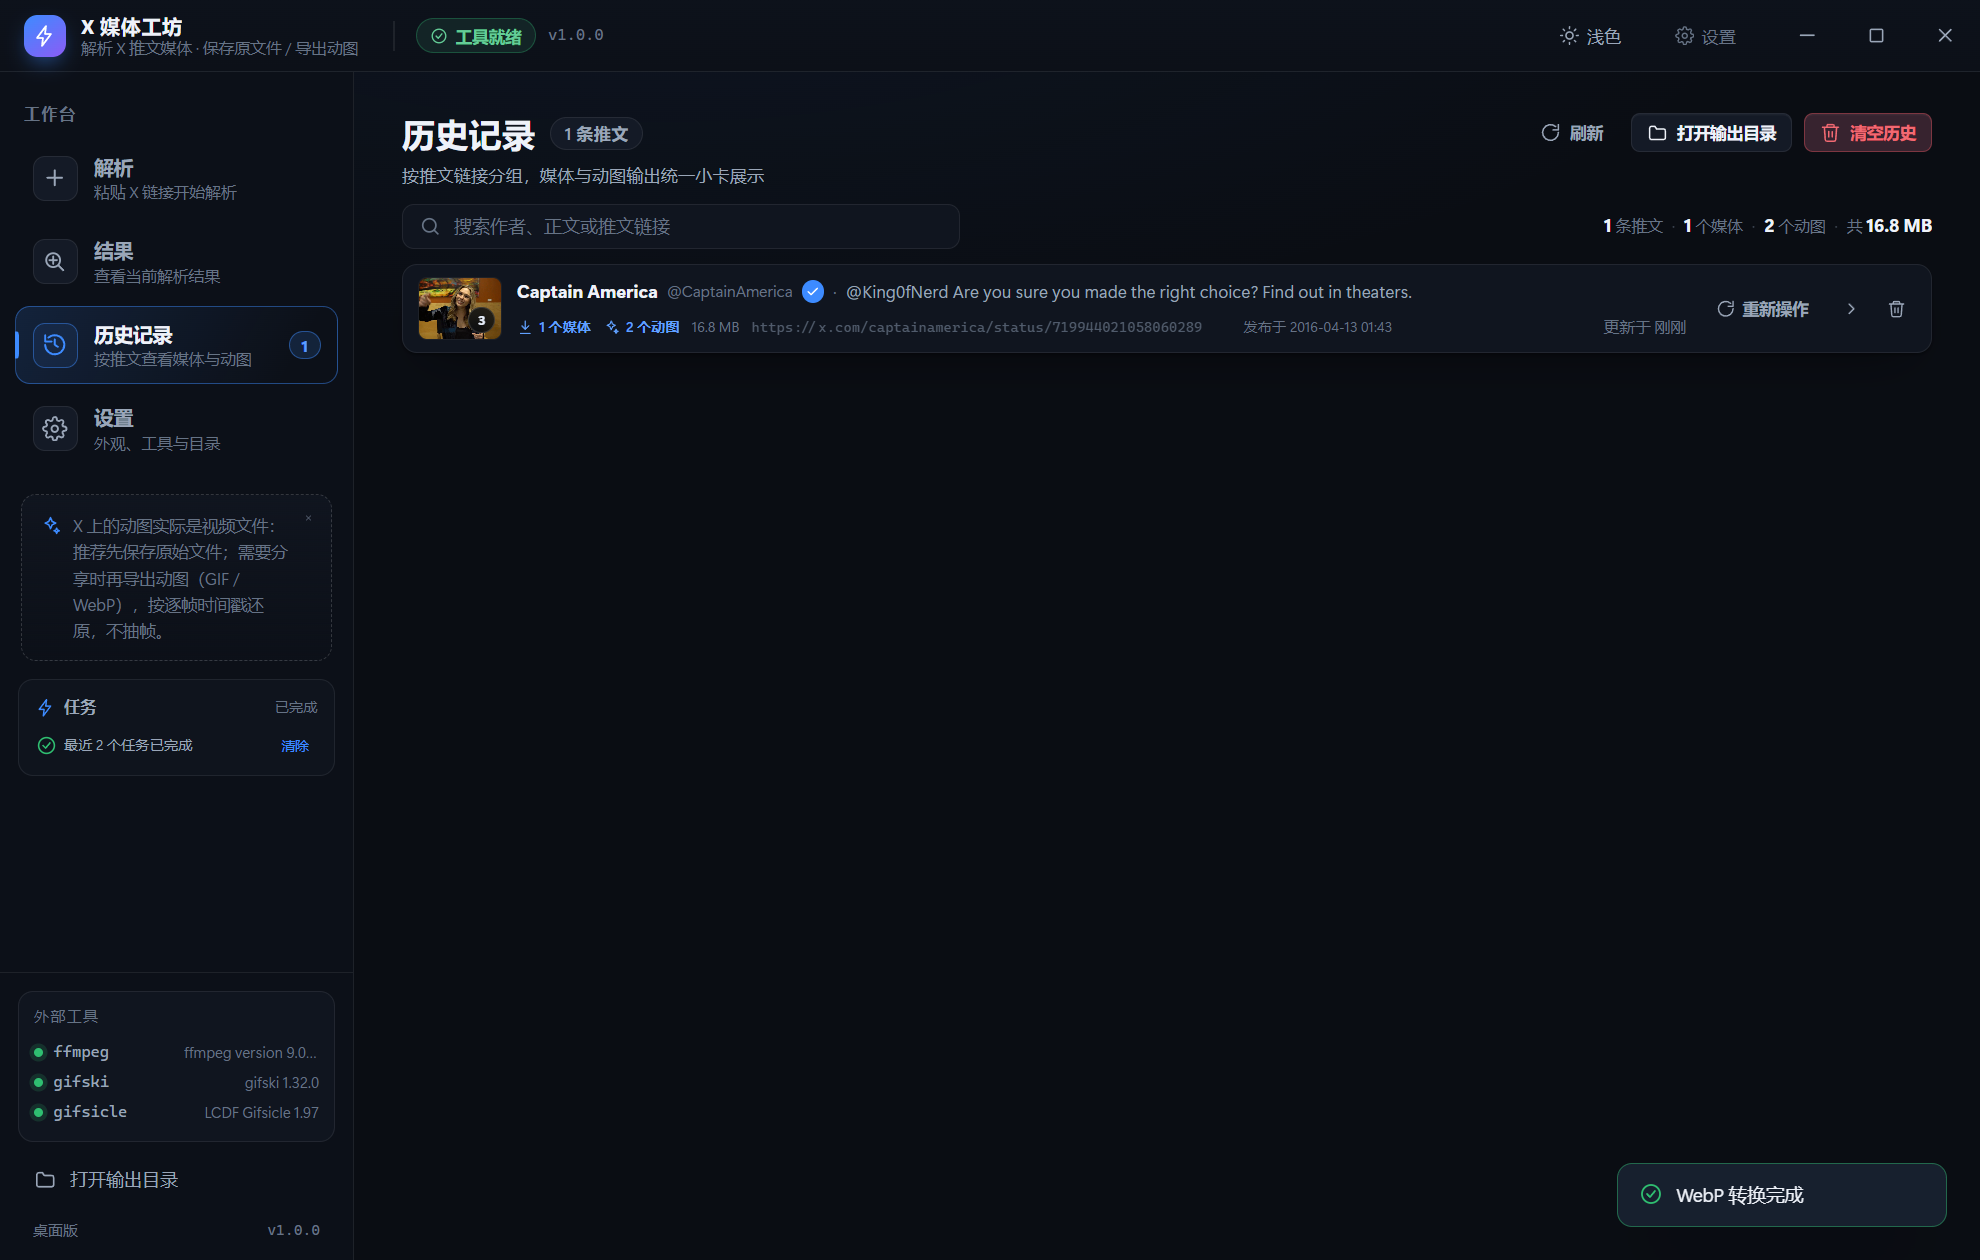 X 媒体工坊
解析 X 推文媒体 · 保存原文件 / 导出动图
工具就绪
v1.0.0
浅色
设置
工作台
解析
粘贴 X 链接开始解析
结果
查看当前解析结果
历史记录
按推文查看媒体与动图
1
设置
外观、工具与目录
X 上的动图实际是视频文件：
推荐先保存原始文件；需要分
享时再导出动图（GIF /
WebP），按逐帧时间戳还
原，不抽帧。
×
任务
已完成
最近 2 个任务已完成
清除
外部工具
ffmpeg
ffmpeg version 9.0...
gifski
gifski 1.32.0
gifsicle
LCDF Gifsicle 1.97
打开输出目录
桌面版
v1.0.0
历史记录
1 条推文
按推文链接分组，媒体与动图输出统一小卡展示
刷新
打开输出目录
清空历史
搜索作者、正文或推文链接
1 条推文 · 1 个媒体 · 2 个动图 · 共 16.8 MB
3
Captain America @CaptainAmerica · @King0fNerd Are you sure you made the right choice? Find out in theaters.
1 个媒体 2 个动图 16.8 MB https://x.com/captainamerica/status/719944021058060289 发布于 2016-04-13 01:43
更新于 刚刚
重新操作
WebP 转换完成